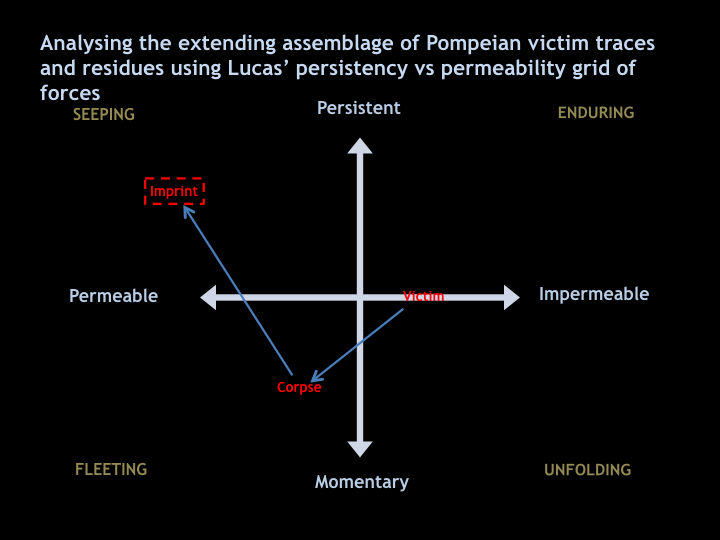 Analysing the extending assemblage of Pompeian victim traces
and residues using Lucas’ persistency vs permeability grid of
forces
SEEPING
Persistent
ENDURING
Imprint
Permeable
Victim
Impermeable
Corpse
FLEETING
Momentary
UNFOLDING